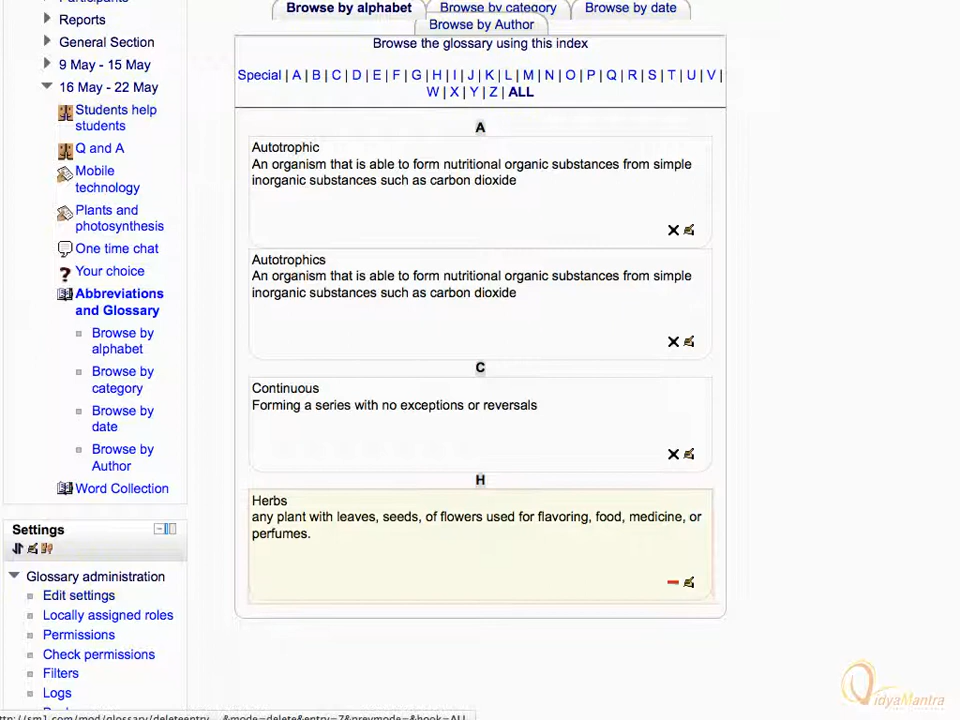 Participants
Reports
General Section
9 May - 15 May
16 May - 22 May
Students help
students
Q and A
Mobile
technology
Plants and
photosynthesis
One time chat
Your choice
Abbreviations
and Glossary
Browse by
alphabet
Browse by
category
Browse by
date
Browse by
Author
Word Collection
Settings
Glossary administration
Edit settings
Locally assigned roles
Permissions
Check permissions
Filters
Logs
Browse by alphabet
Browse by category
Browse by date
Browse by Author
Browse the glossary using this index
Special | A | B | C | D | E | F | G | H | I | J | K | L | M | N | O | P | Q | R | S | T | U | V |
W | X | Y | Z | ALL
A
Autotrophic
An organism that is able to form nutritional organic substances from simple
inorganic substances such as carbon dioxide
Autotrophics
An organism that is able to form nutritional organic substances from simple
inorganic substances such as carbon dioxide
C
Continuous
Forming a series with no exceptions or reversals
H
Herbs
any plant with leaves, seeds, of flowers used for flavoring, food, medicine, or
perfumes.
VidyaMantra